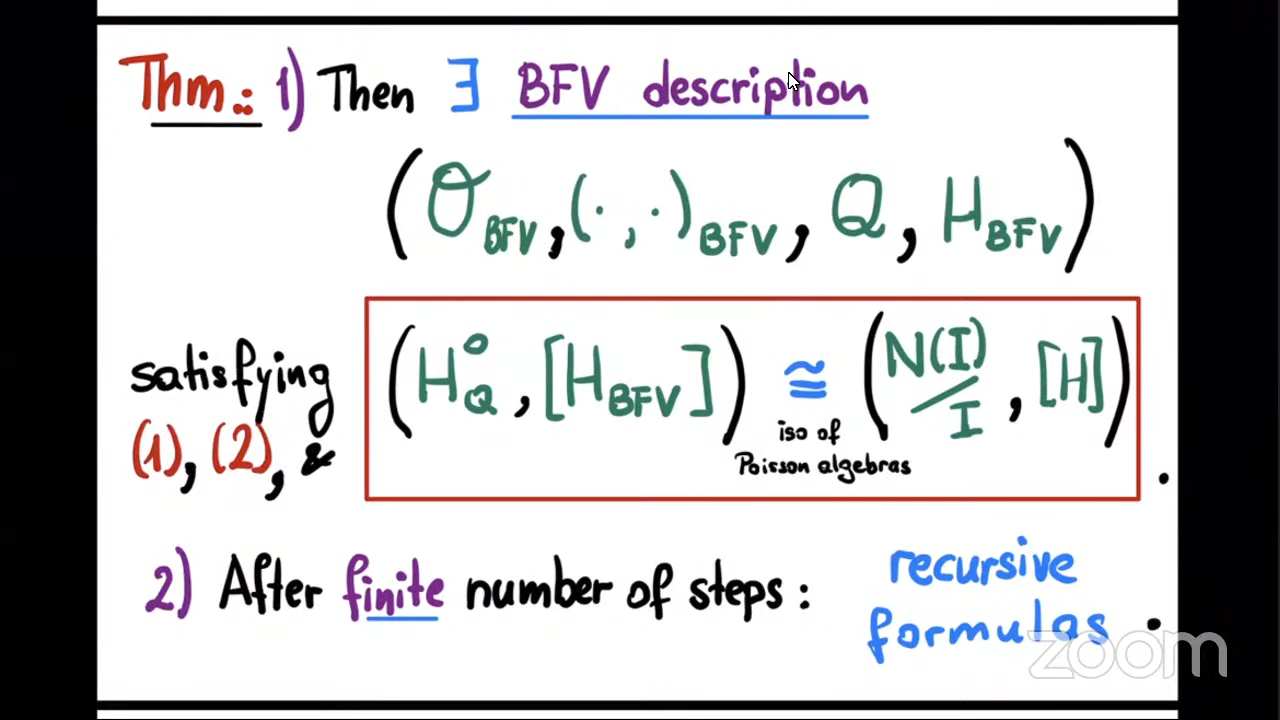 Thm.: 1) Then ∃ BFV description
(𝒪_BFV, (· , ·)_BFV, Q, H_BFV)
satisfying (1), (2), & (H^0_Q, [H_BFV]) ≅ (N(I)/I, [H]).
iso of
Poisson algebras
2) After finite number of steps: recursive
formulas.
zoom